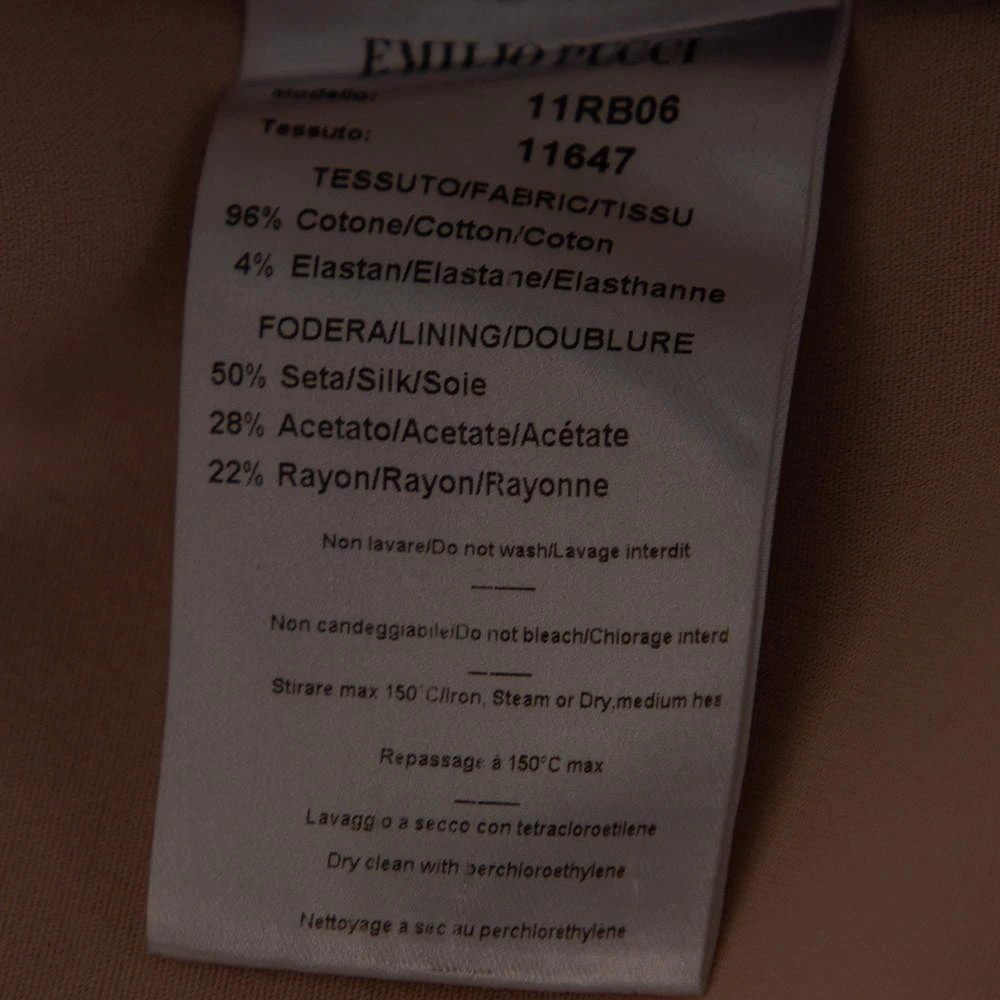 EMILIO PUCCI
Modello: 11RB06
Tessuto: 11647
TESSUTO/FABRIC/TISSU
96% Cotone/Cotton/Coton
4% Elastan/Elastane/Elasthanne
FODERA/LINING/DOUBLURE
50% Seta/Silk/Soie
28% Acetato/Acetate/Acétate
22% Rayon/Rayon/Rayonne
Non lavare/Do not wash/Lavage interdit
Non candeggiabile/Do not bleach/Chlorage interd
Stirare max 150°C/Iron, Steam or Dry,medium hea
Repassage à 150°C max
Lavaggio a secco con tetracloroetilene
Dry clean with perchloroethylene
Nettoyage à sec au perchloréthylène